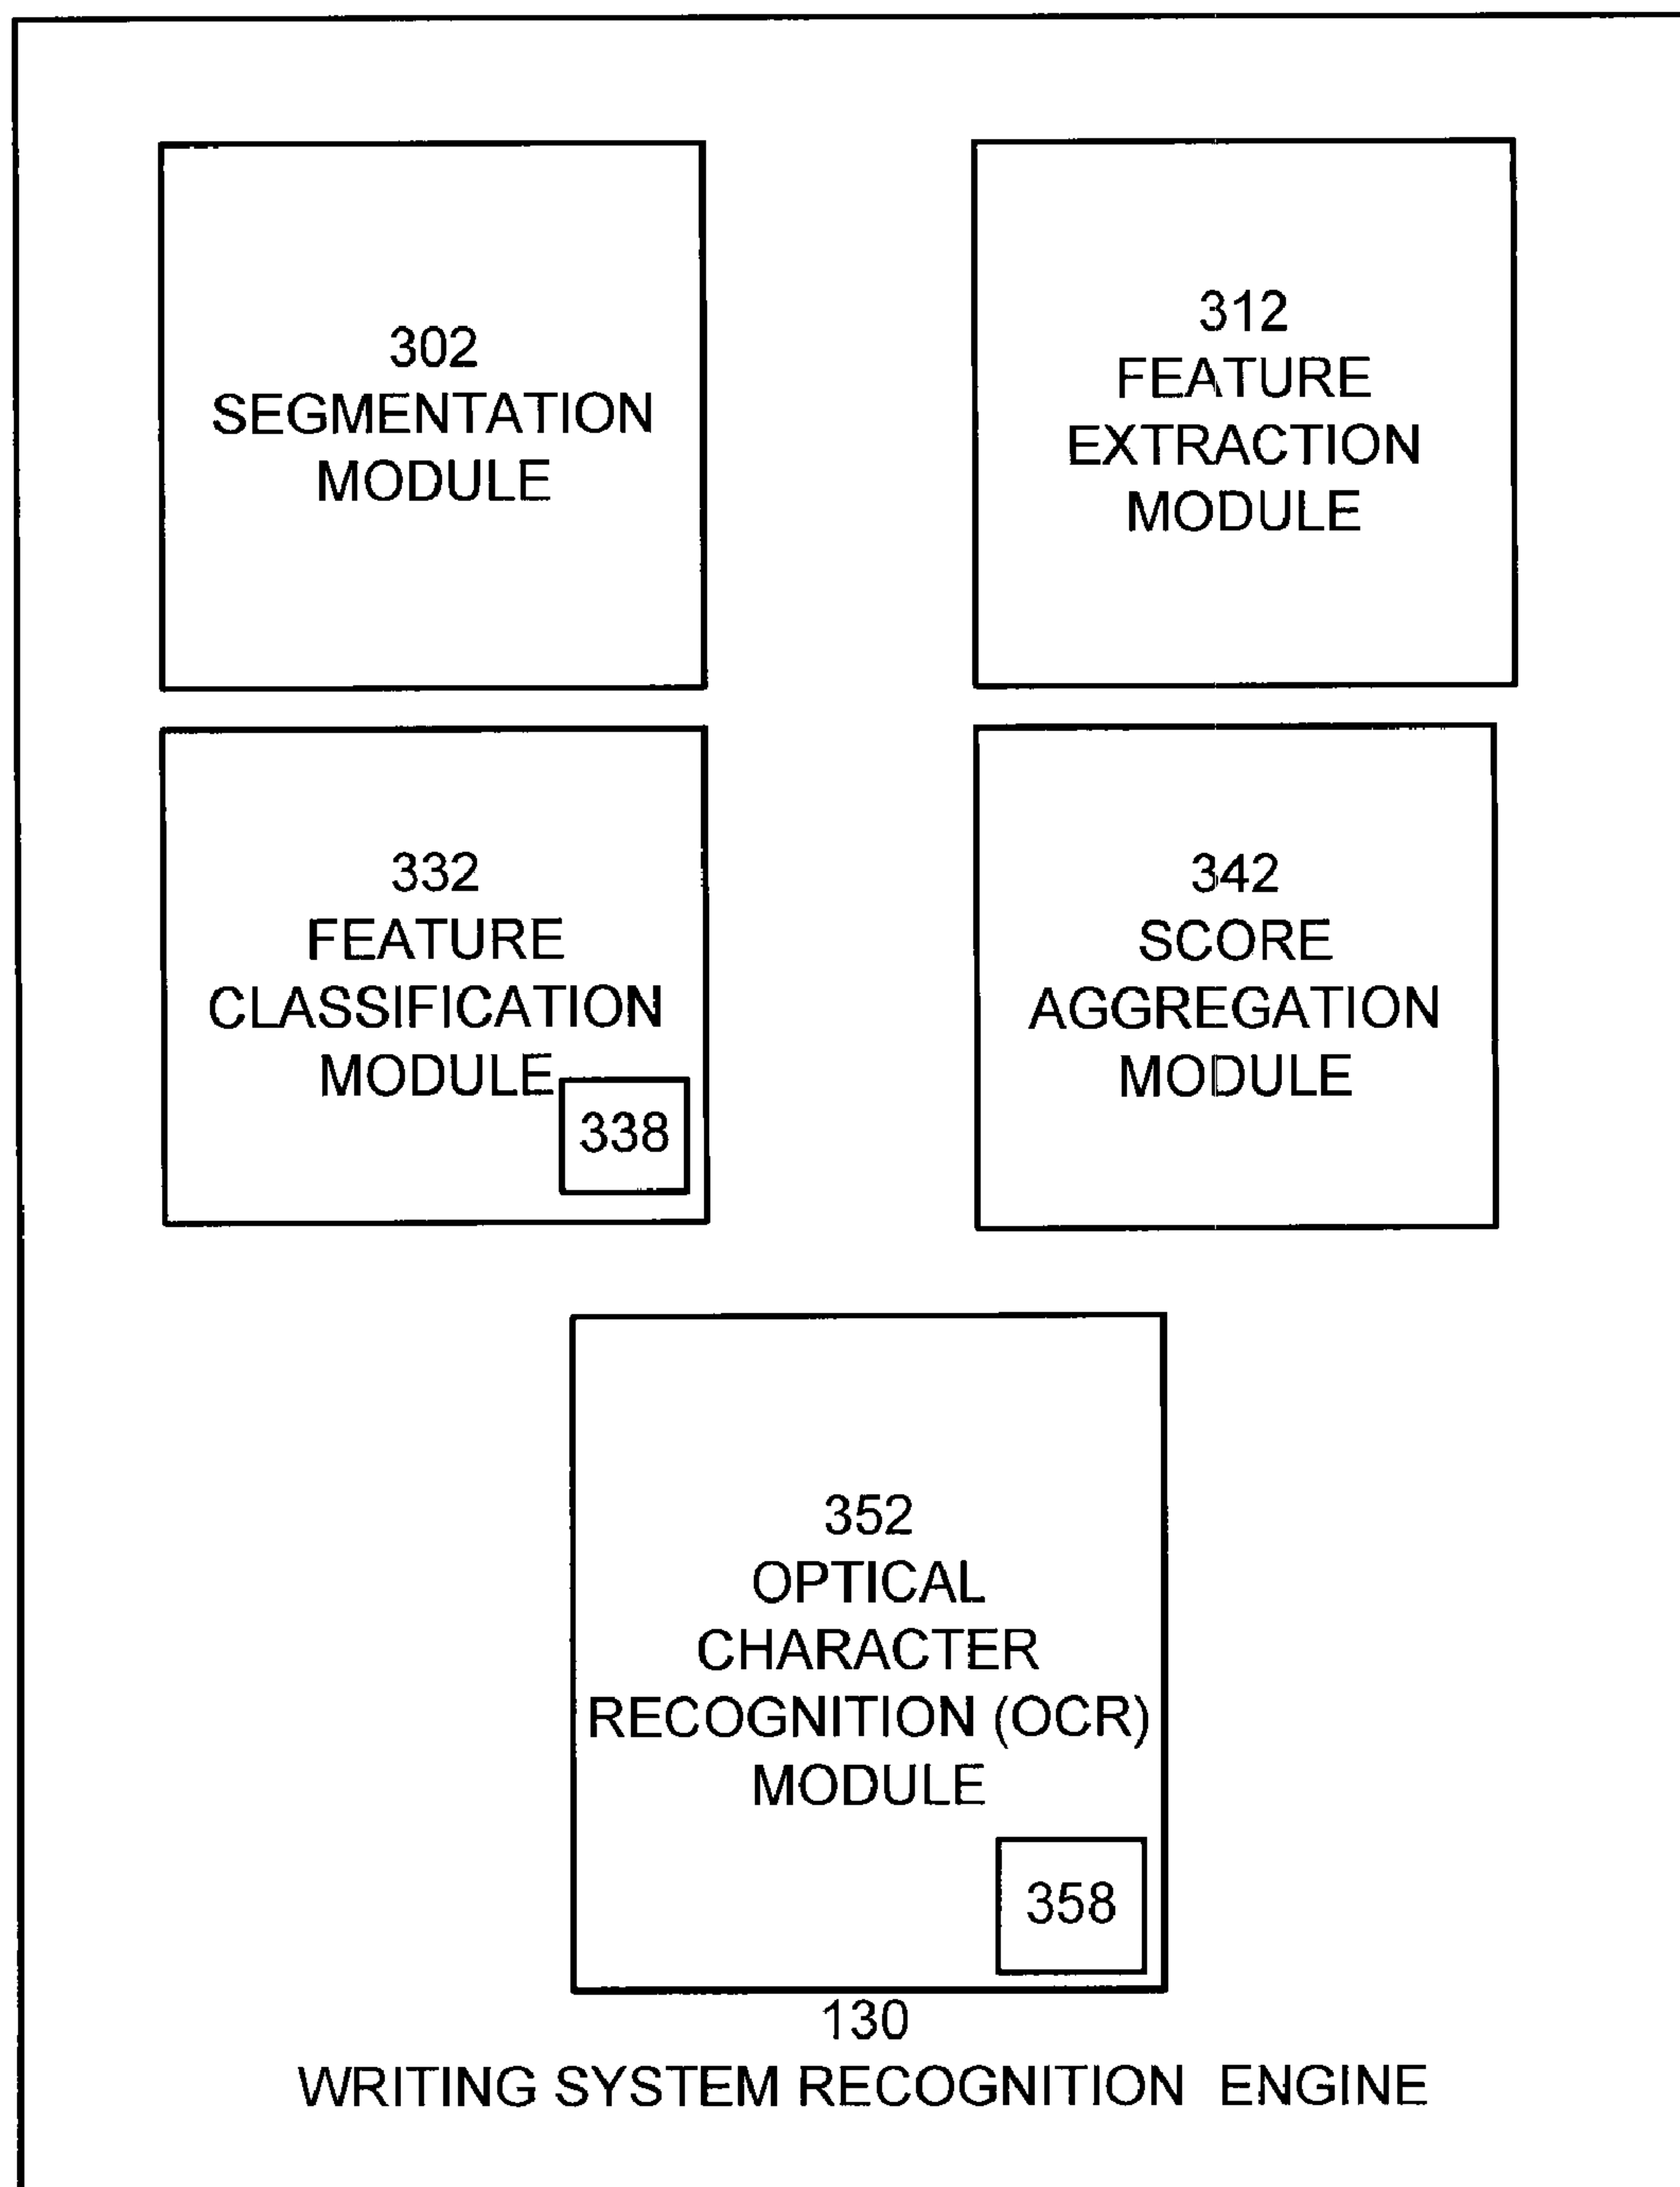 302
SEGMENTATION
MODULE
312
FEATURE
EXTRACTION
MODULE
332
FEATURE
CLASSIFICATION
MODULE
338
342
SCORE
AGGREGATION
MODULE
352
OPTICAL
CHARACTER
RECOGNITION (OCR)
MODULE
358
130
WRITING SYSTEM RECOGNITION ENGINE